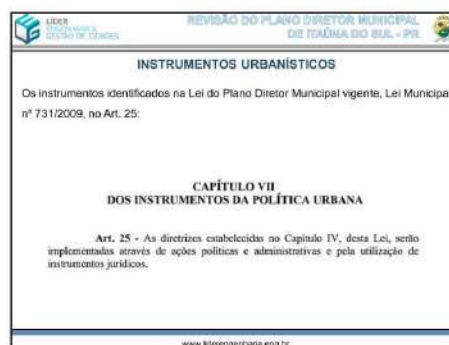 LÍDER
ENGENHARIA &
GESTÃO DE CIDADES
REVISÃO DO PLANO DIRETOR MUNICIPAL
DE ITAÚNA DO SUL - PR
INSTRUMENTOS URBANÍSTICOS
Os instrumentos identificados na Lei do Plano Diretor Municipal vigente, Lei Municipa
nº 731/2009, no Art. 25:
CAPÍTULO VII
DOS INSTRUMENTOS DA POLÍTICA URBANA
Art. 25 - As diretrizes estabelecidas no Capítulo IV, desta Lei, serão
implementadas através de ações políticas e administrativas e pela utilização de
instrumentos jurídicos.
www.liderengenharia.eng.br